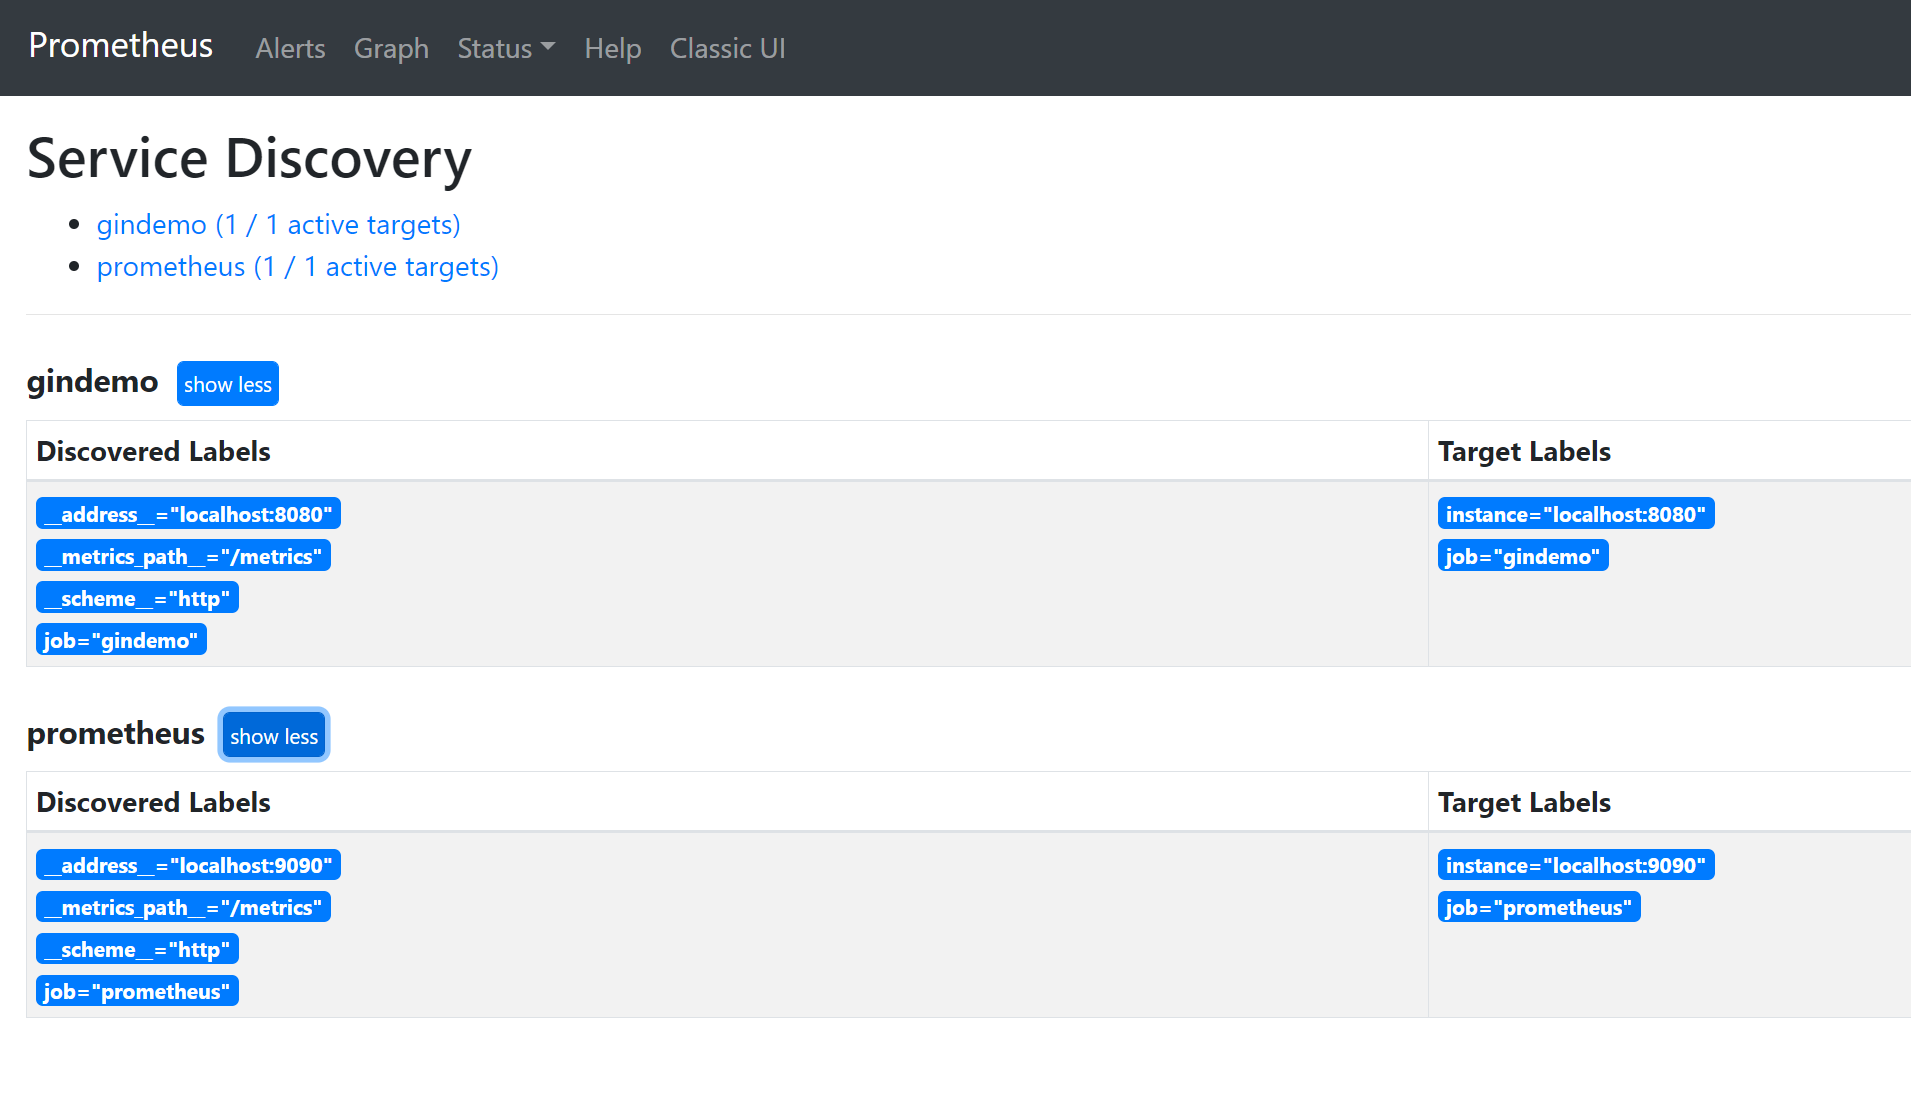 Prometheus Alerts Graph Status Help Classic UI
Service Discovery
gindemo (1 / 1 active targets)
prometheus (1 / 1 active targets)
gindemo show less
Discovered Labels Target Labels
__address__="localhost:8080" instance="localhost:8080"
__metrics_path__="/metrics" job="gindemo"
__scheme__="http"
job="gindemo"
prometheus show less
Discovered Labels Target Labels
__address__="localhost:9090" instance="localhost:9090"
__metrics_path__="/metrics" job="prometheus"
__scheme__="http"
job="prometheus"